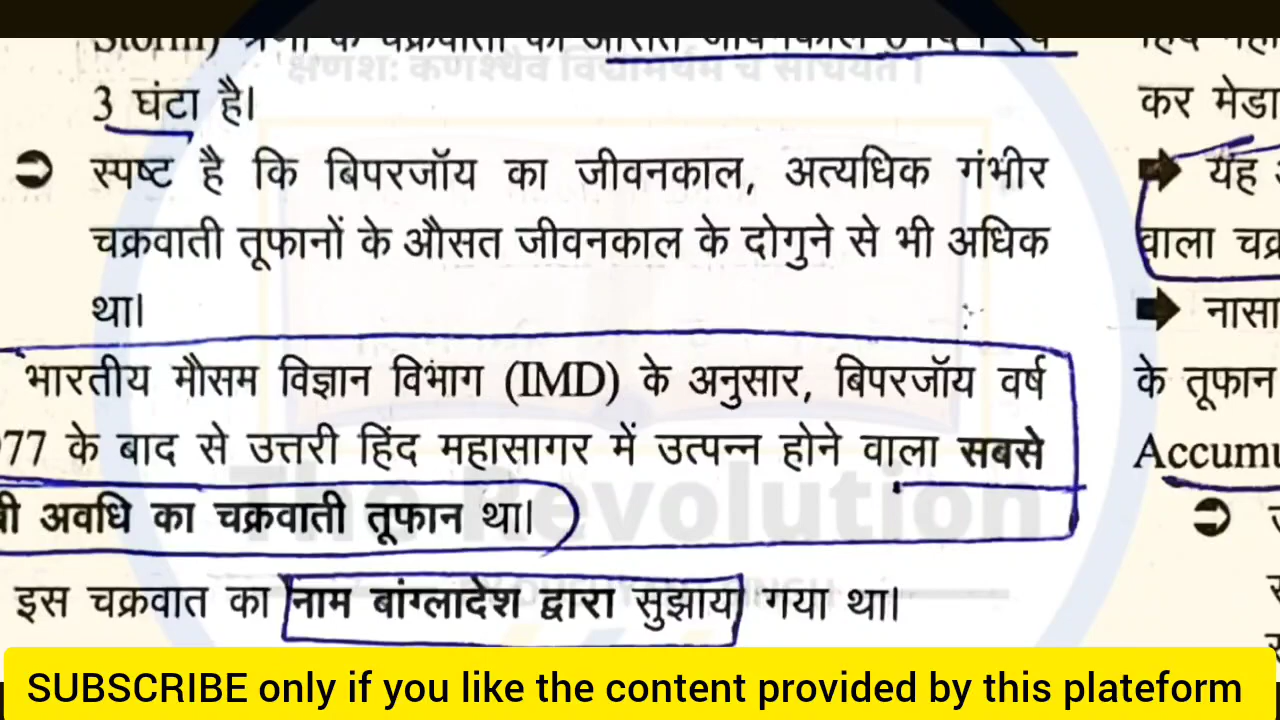 3 घंटा है।
➲ स्पष्ट है कि बिपरजॉय का जीवनकाल, अत्यधिक गंभीर
चक्रवाती तूफानों के औसत जीवनकाल के दोगुने से भी अधिक
था।
भारतीय मौसम विज्ञान विभाग (IMD) के अनुसार, बिपरजॉय वर्ष
77 के बाद से उत्तरी हिंद महासागर में उत्पन्न होने वाला सबसे
अवधि का चक्रवाती तूफान था।
इस चक्रवात का नाम बांग्लादेश द्वारा सुझाया गया था।
कर मेडा
यह
वाला चक्र
नासा
के तूफान
Accumu
The Revolution
SUBSCRIBE only if you like the content provided by this plateform